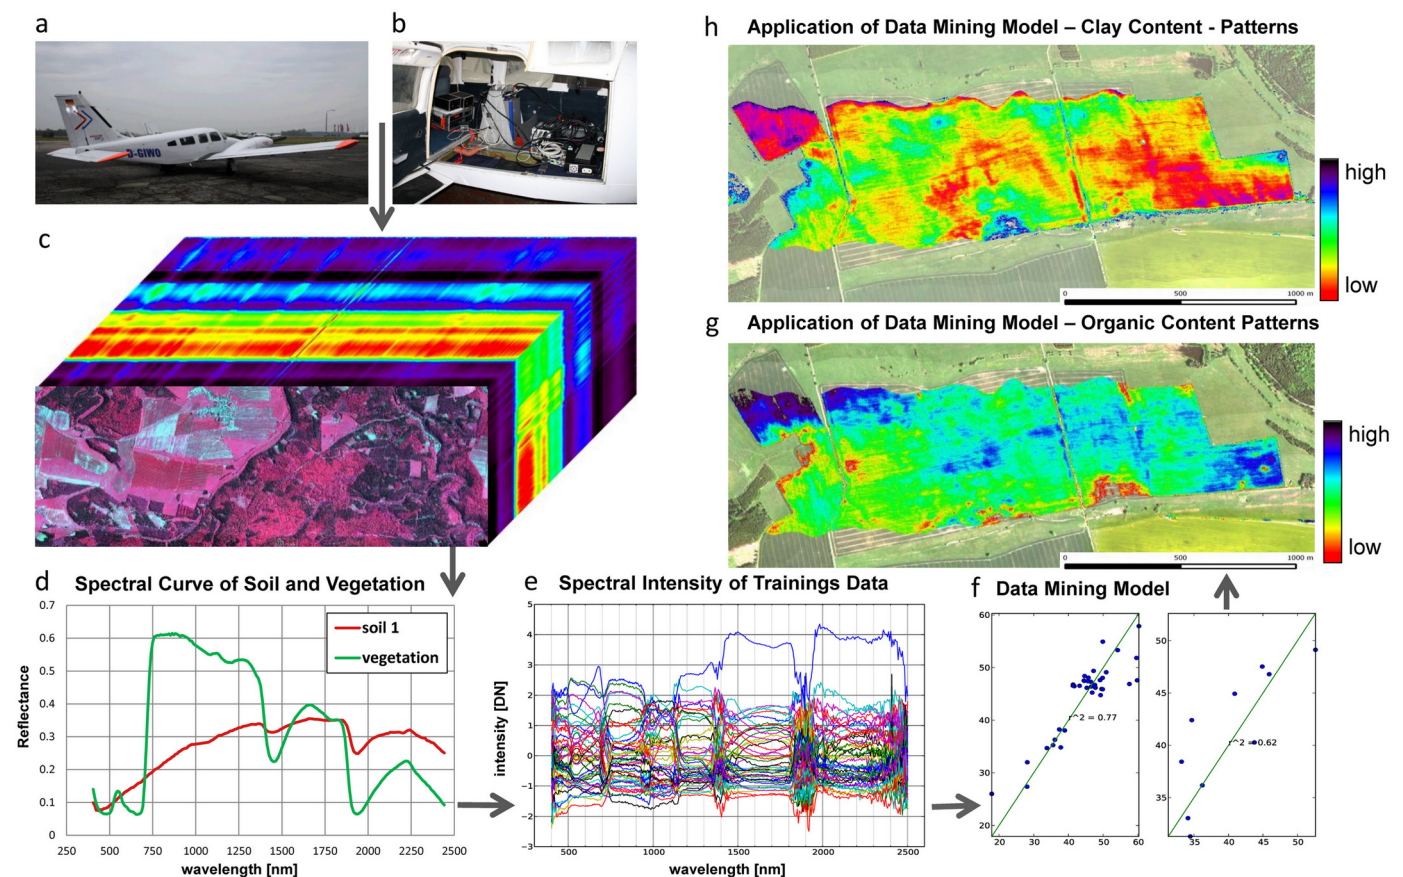 a
b
D-GIWO
c
h Application of Data Mining Model – Clay Content - Patterns
high
low
0 500 1000 m
g Application of Data Mining Model – Organic Content Patterns
high
low
0 500 1000 m
d Spectral Curve of Soil and Vegetation
0.7
0.6
0.5
0.4
0.3
0.2
0.1
0
Reflectance
soil 1
vegetation
250 500 750 1000 1250 1500 1750 2000 2250 2500
wavelength [nm]
e Spectral Intensity of Trainings Data
5
4
3
2
1
0
−1
−2
−3
intensity [DN]
500 1000 1500 2000 2500
wavelength [nm]
f Data Mining Model
60
50
40
30
20
r^2 = 0.77
20 30 40 50 60
50
45
40
35
r^2 = 0.62
35 40 45 50